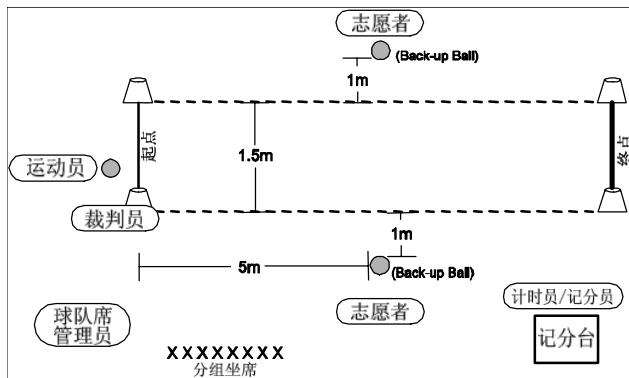 志愿者
(Back-up Ball)
1m
起点
1.5m
终点
运动员
裁判员
1m
5m
(Back-up Ball)
志愿者
计时员/记分员
球队席
管理员
记分台
XXXXXXXX
分组坐席